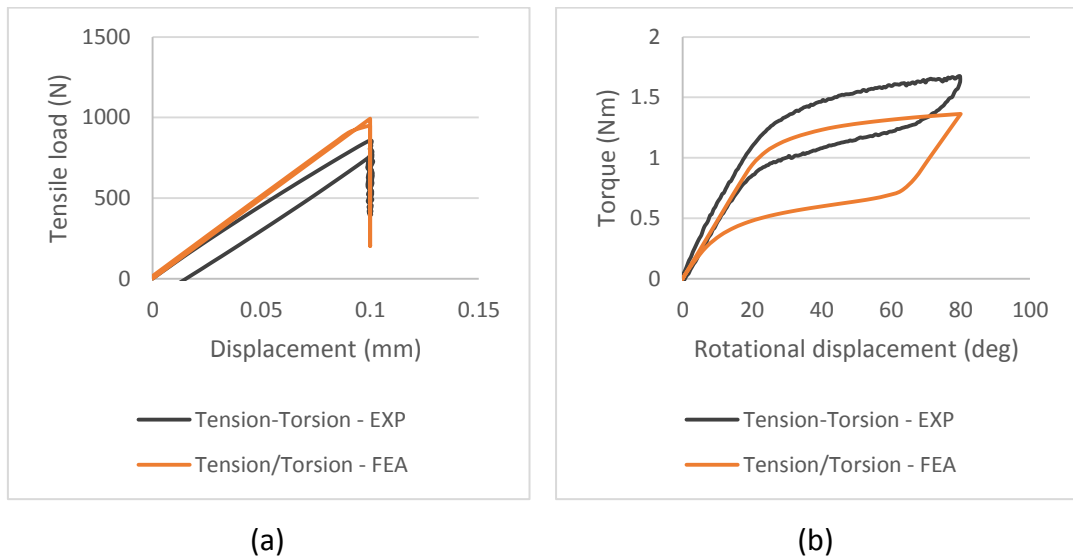 1500
1000
500
0
Tensile load (N)
0 0.05 0.1 0.15
Displacement (mm)
Tension-Torsion - EXP
Tension/Torsion - FEA
(a)
2
1.5
1
0.5
0
Torque (Nm)
0 20 40 60 80 100
Rotational displacement (deg)
Tension-Torsion - EXP
Tension/Torsion - FEA
(b)